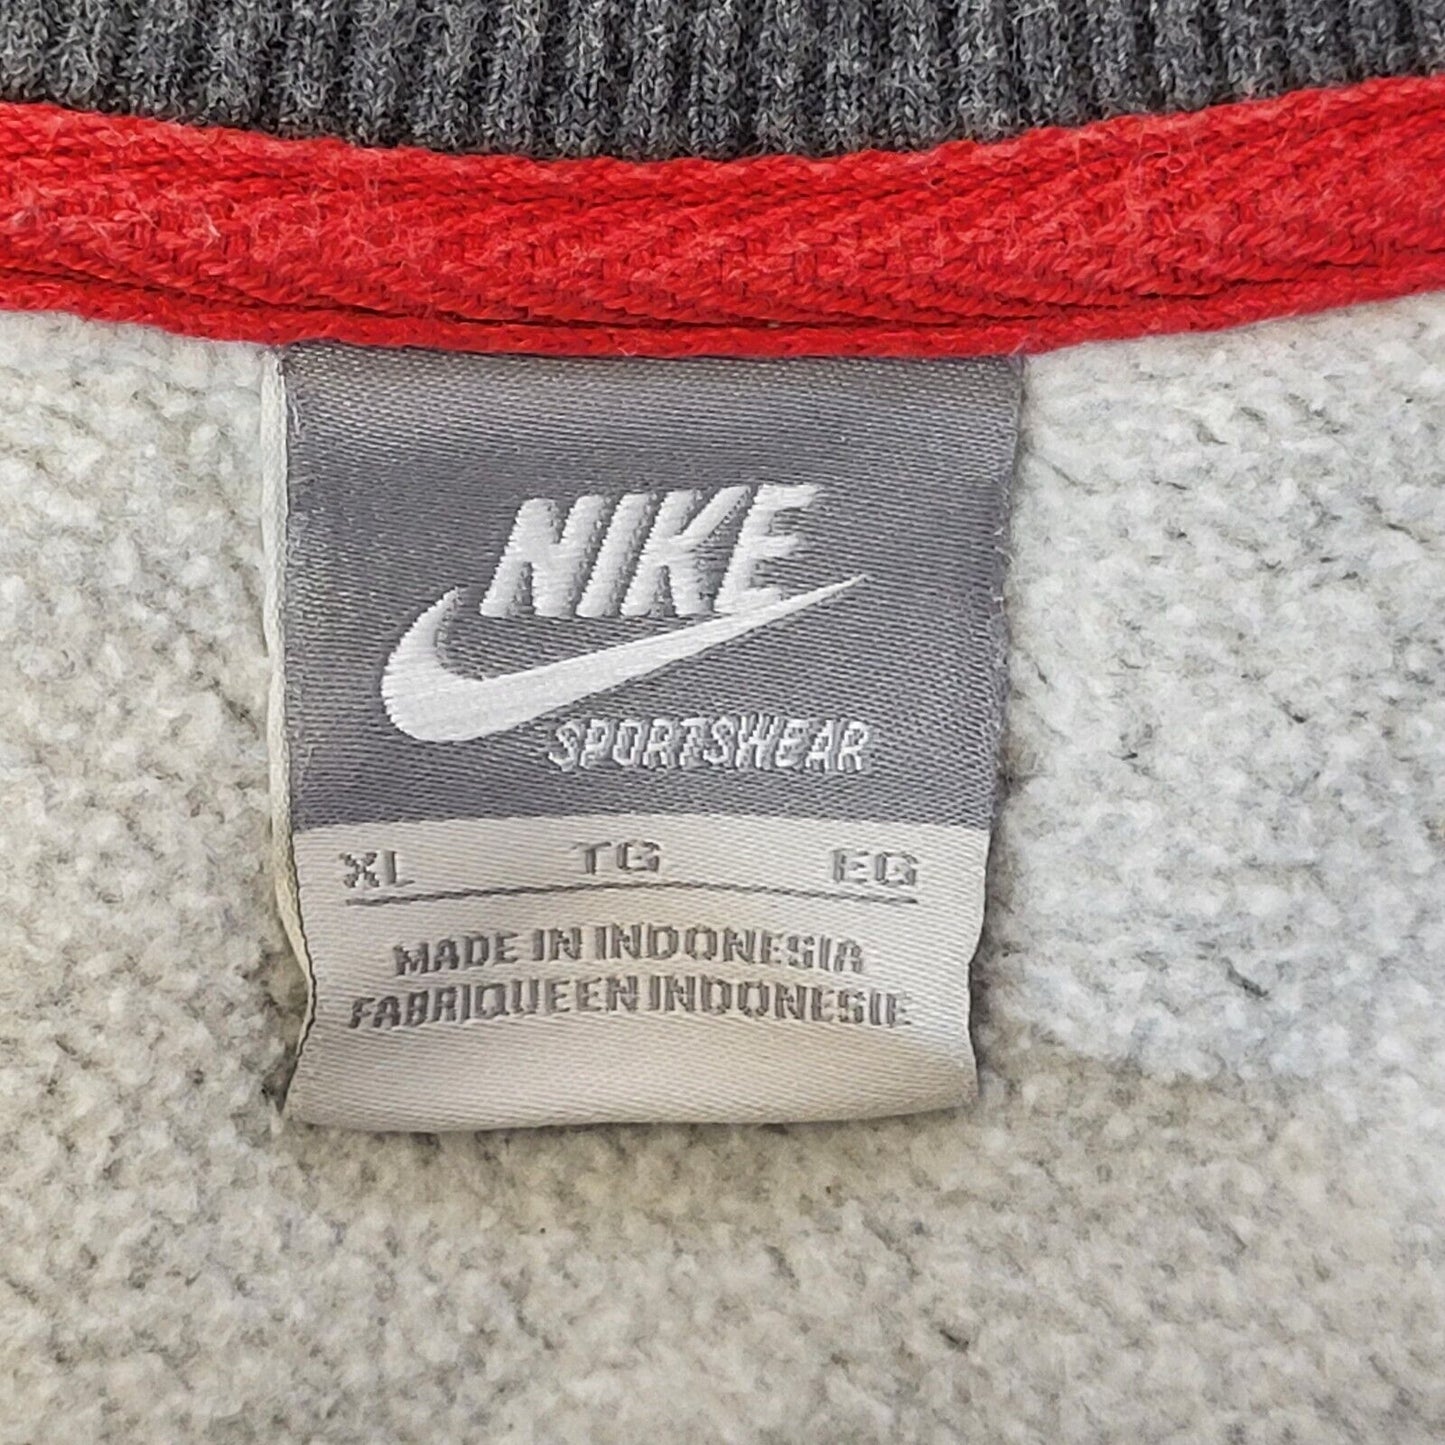 NIKE
SPORTSWEAR
XL TG EG
MADE IN INDONESIA
FABRIQUE EN INDONESIE